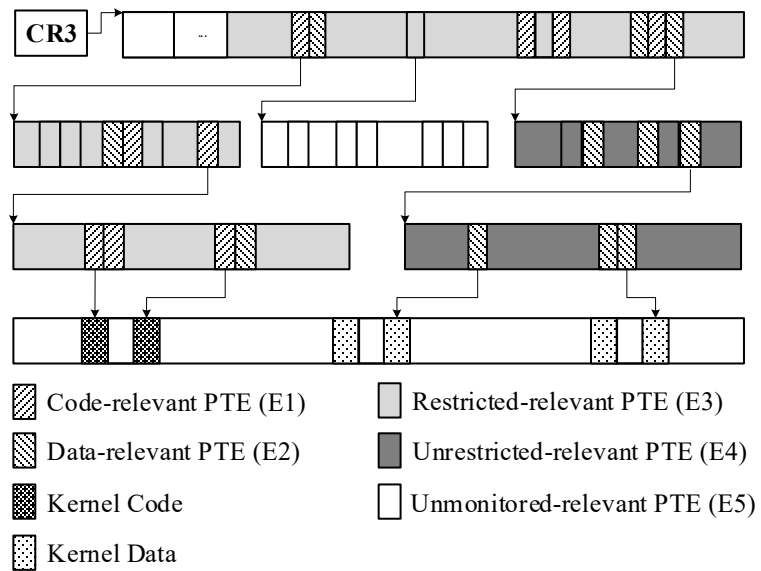 CR3
...
Code-relevant PTE (E1)
Restricted-relevant PTE (E3)
Data-relevant PTE (E2)
Unrestricted-relevant PTE (E4)
Kernel Code
Unmonitored-relevant PTE (E5)
Kernel Data